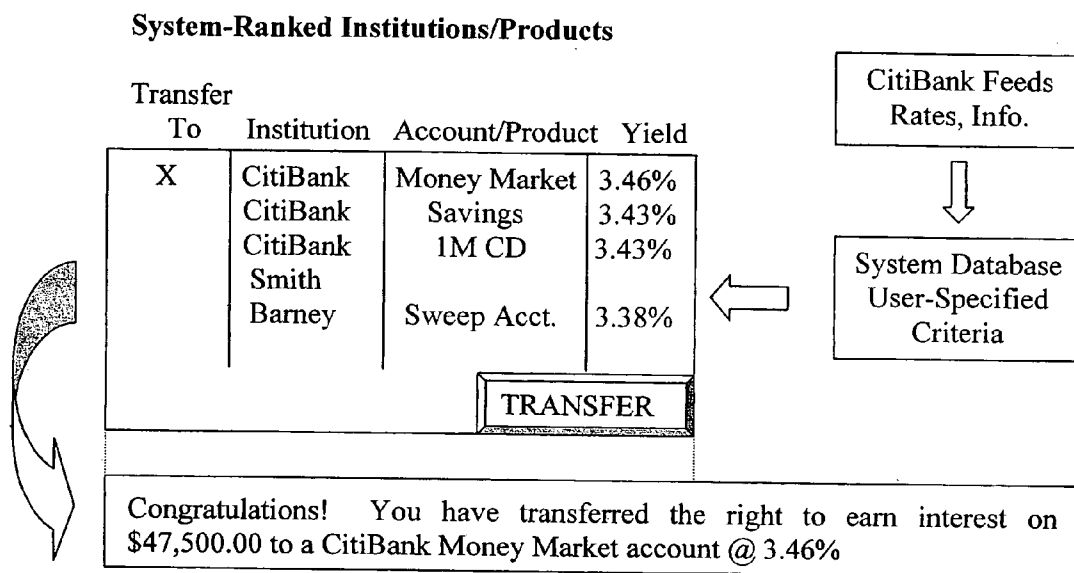 System-Ranked Institutions/Products
Transfer
To Institution Account/Product Yield
X CitiBank Money Market 3.46%
CitiBank Savings 3.43%
CitiBank 1M CD 3.43%
Smith
Barney Sweep Acct. 3.38%
TRANSFER
CitiBank Feeds
Rates, Info.
System Database
User-Specified
Criteria
Congratulations! You have transferred the right to earn interest on
$47,500.00 to a CitiBank Money Market account @ 3.46%